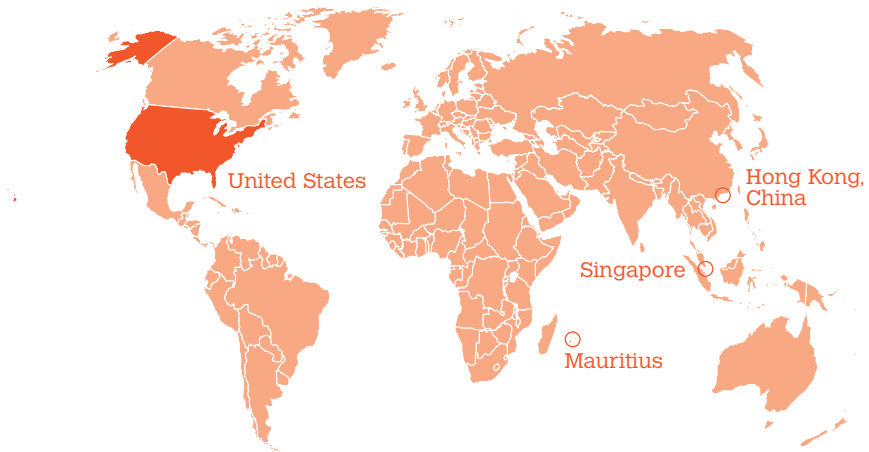 United States
Hong Kong,
China
Singapore
Mauritius